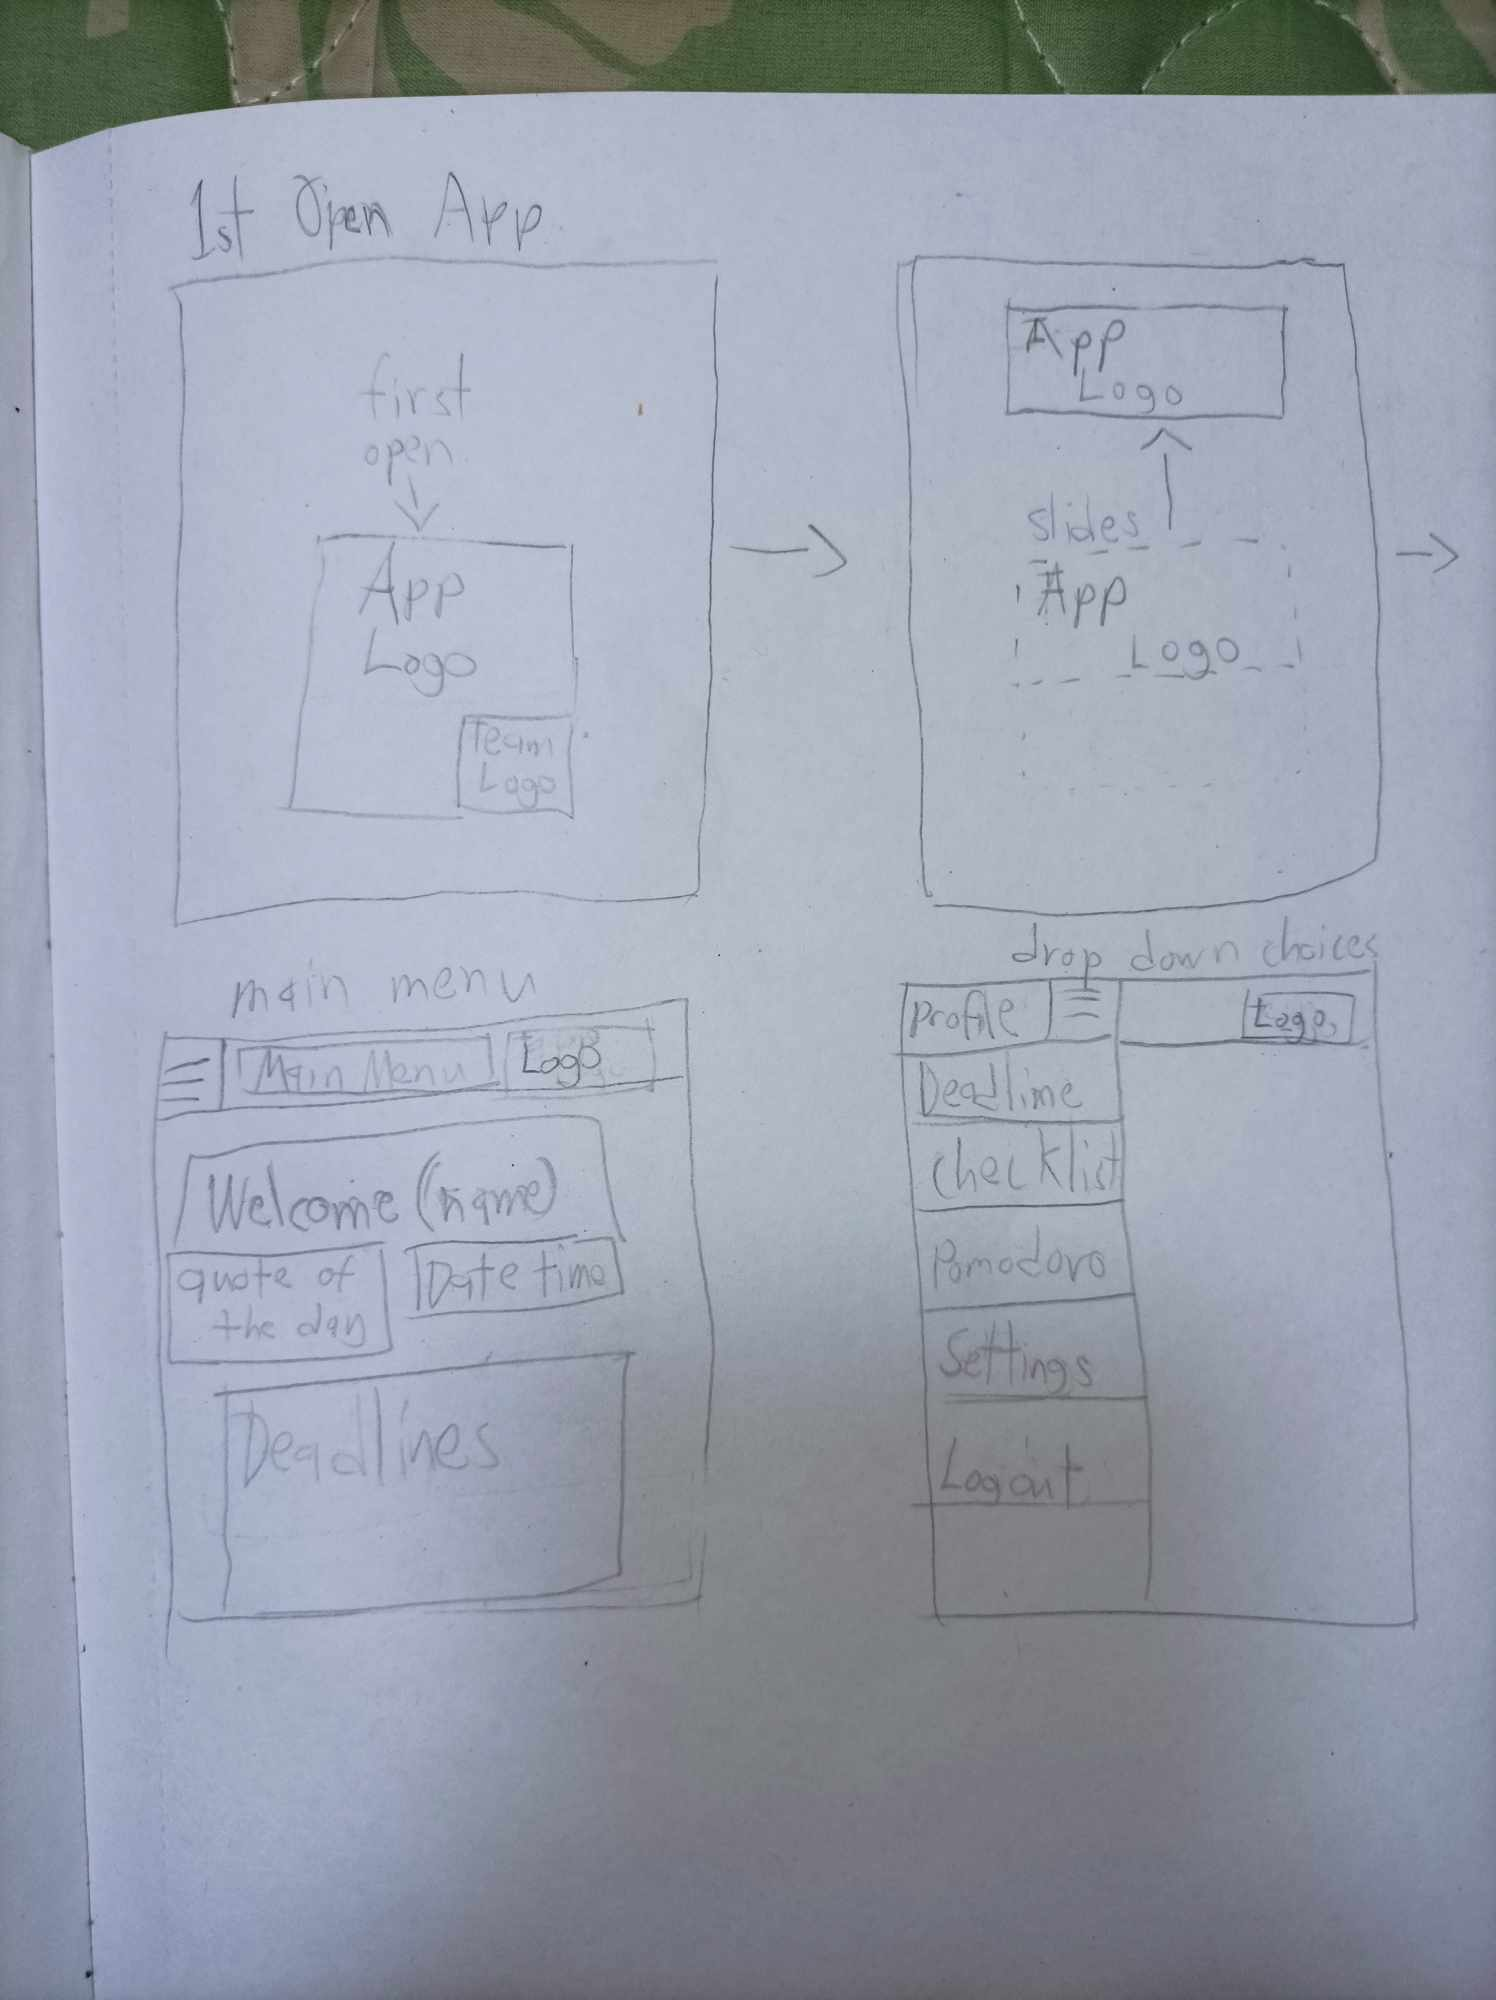 1st Open App
first
open
App
Logo
Team
Logo
App
Logo
slides
App
Logo
main menu
Main Menu
Logo
Welcome (name)
quote of
the day
Date time
Deadlines
drop down choices
Profile
Logo
Deadlime
checklist
Pomodoro
Settings
Logout